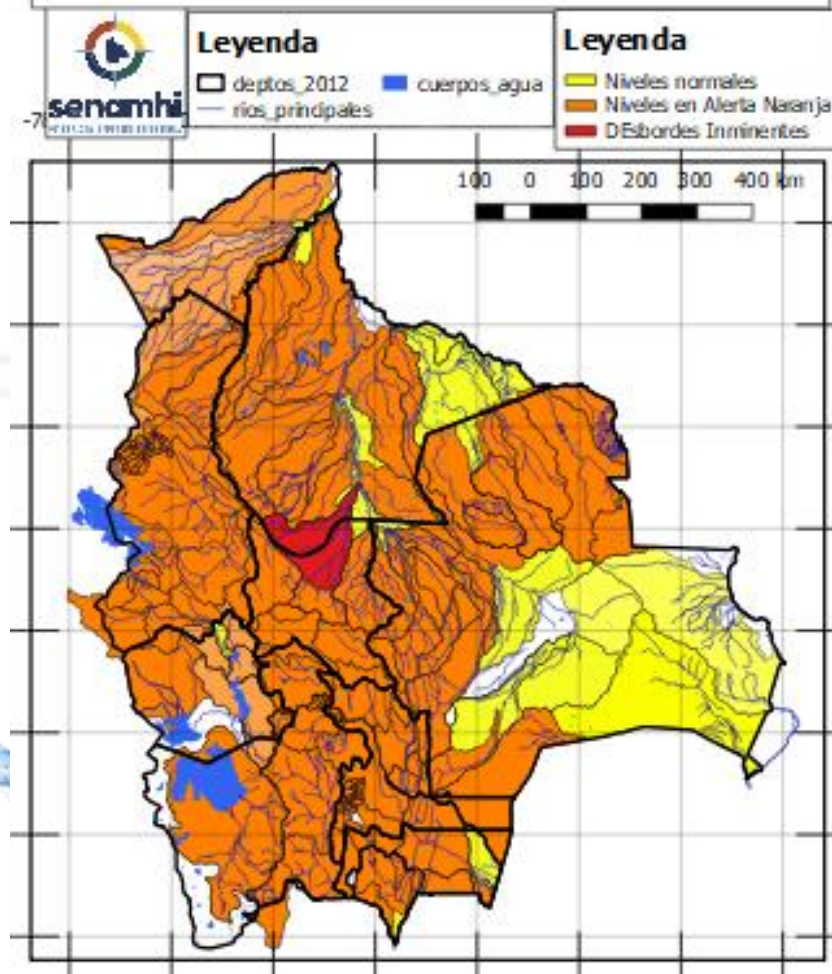 Leyenda
deptos_2012 cuerpos_agua
rios_principales
senamhi
Leyenda
Niveles normales
Niveles en Alerta Naranja
DEsbordes Inminentes
100 0 100 200 300 400 km